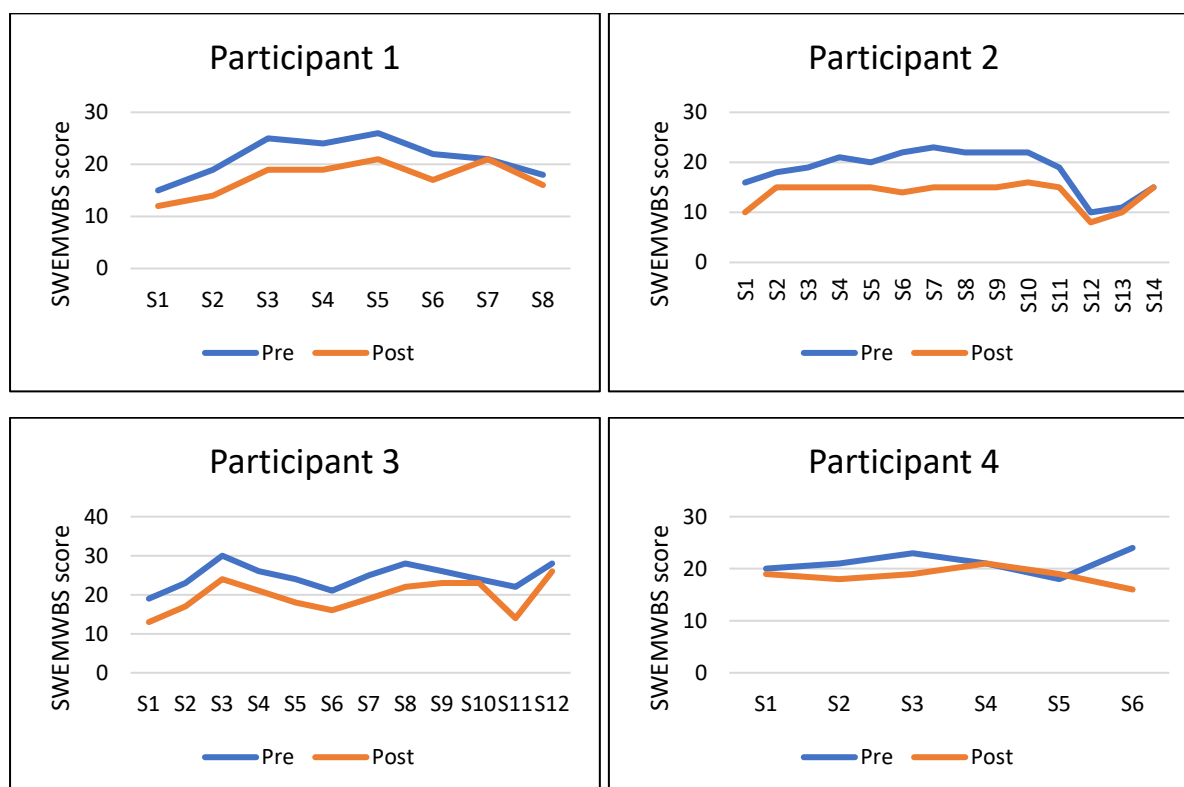 Participant 1
SWEMWBS score
30
20
10
0
S1 S2 S3 S4 S5 S6 S7 S8
Pre Post
Participant 2
SWEMWBS score
30
20
10
0
S1 S2 S3 S4 S5 S6 S7 S8 S9 S10 S11 S12 S13 S14
Pre Post
Participant 3
SWEMWBS score
40
30
20
10
0
S1 S2 S3 S4 S5 S6 S7 S8 S9 S10 S11 S12
Pre Post
Participant 4
SWEMWBS score
30
20
10
0
S1 S2 S3 S4 S5 S6
Pre Post